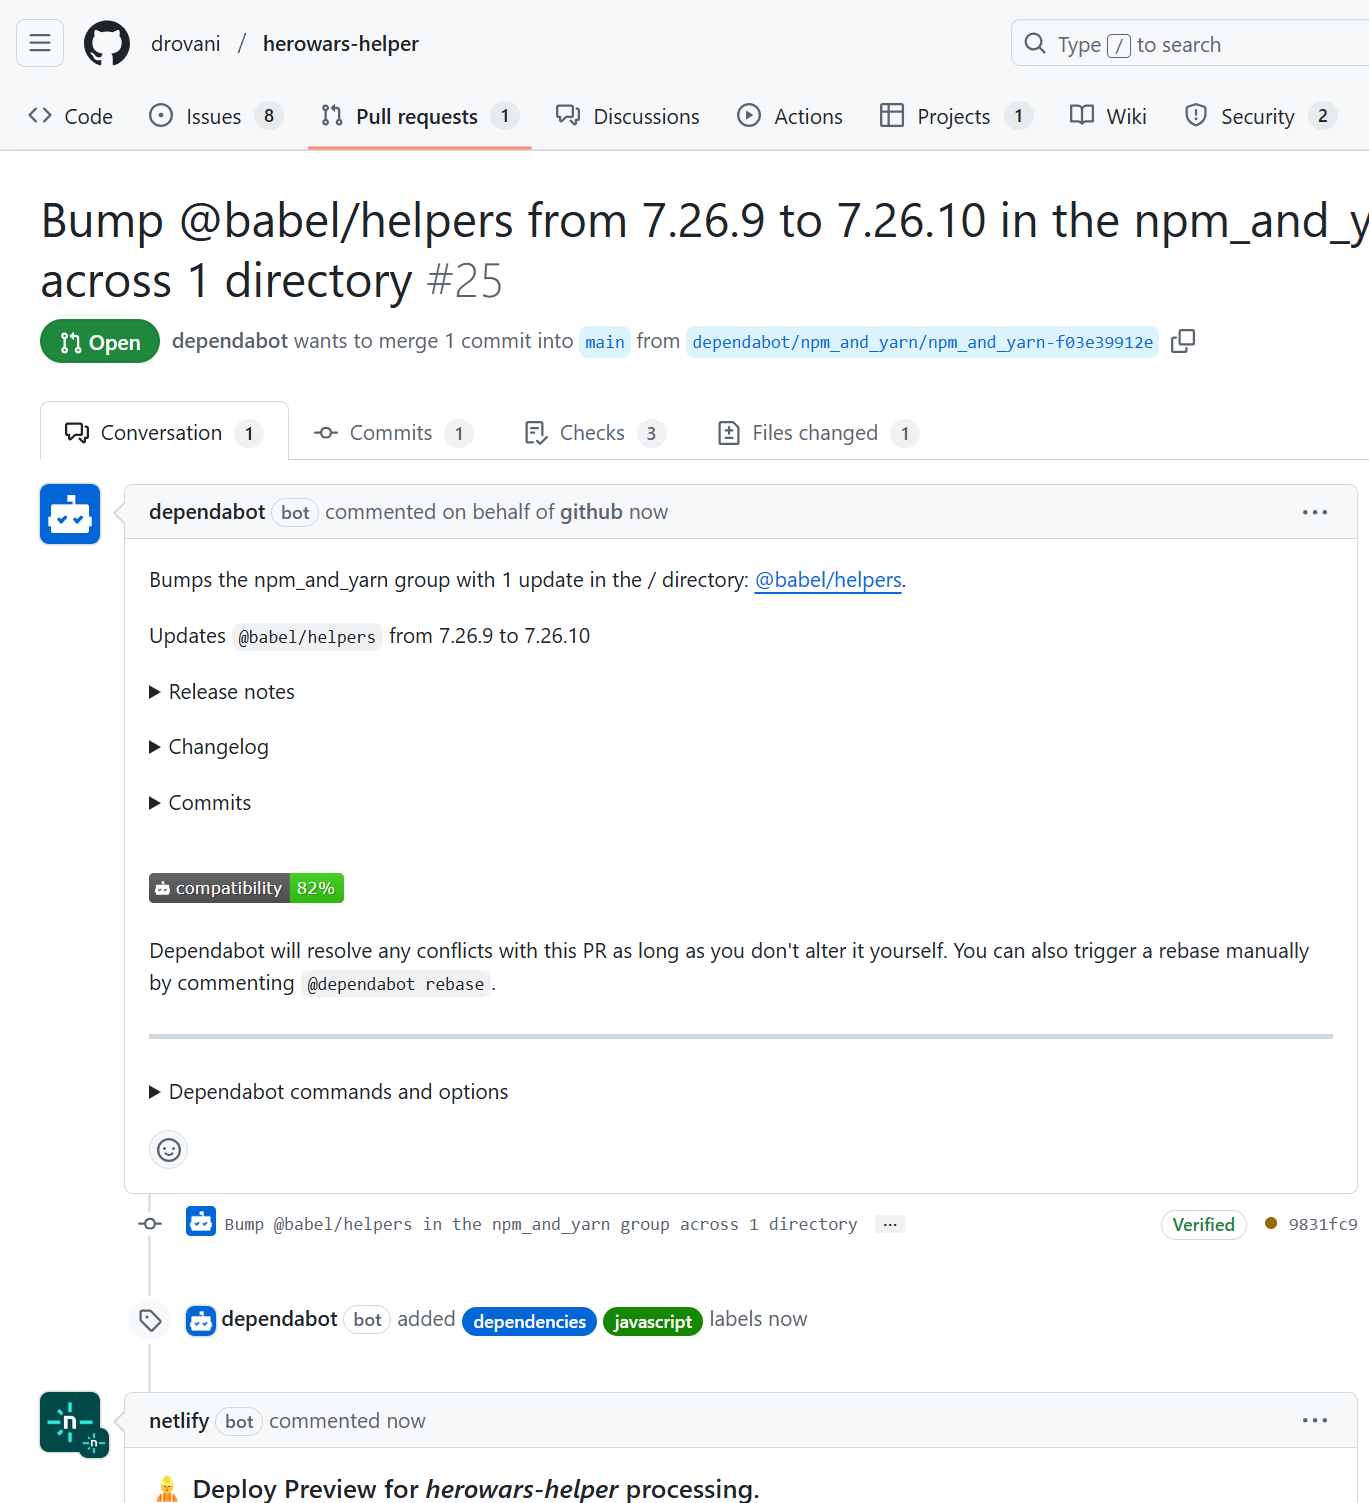 drovani / herowars-helper
Type / to search
Code
Issues 8
Pull requests 1
Discussions
Actions
Projects 1
Wiki
Security 2
Bump @babel/helpers from 7.26.9 to 7.26.10 in the npm_and_y
across 1 directory #25
Open
dependabot wants to merge 1 commit into main from dependabot/npm_and_yarn/npm_and_yarn-f03e39912e
Conversation 1
Commits 1
Checks 3
Files changed 1
dependabot bot commented on behalf of github now
Bumps the npm_and_yarn group with 1 update in the / directory: @babel/helpers.
Updates @babel/helpers from 7.26.9 to 7.26.10
Release notes
Changelog
Commits
compatibility 82%
Dependabot will resolve any conflicts with this PR as long as you don't alter it yourself. You can also trigger a rebase manually
by commenting @dependabot rebase.
Dependabot commands and options
Bump @babel/helpers in the npm_and_yarn group across 1 directory ...
Verified
9831fc9
dependabot bot added dependencies javascript labels now
n
n
netlify bot commented now
Deploy Preview for herowars-helper processing.